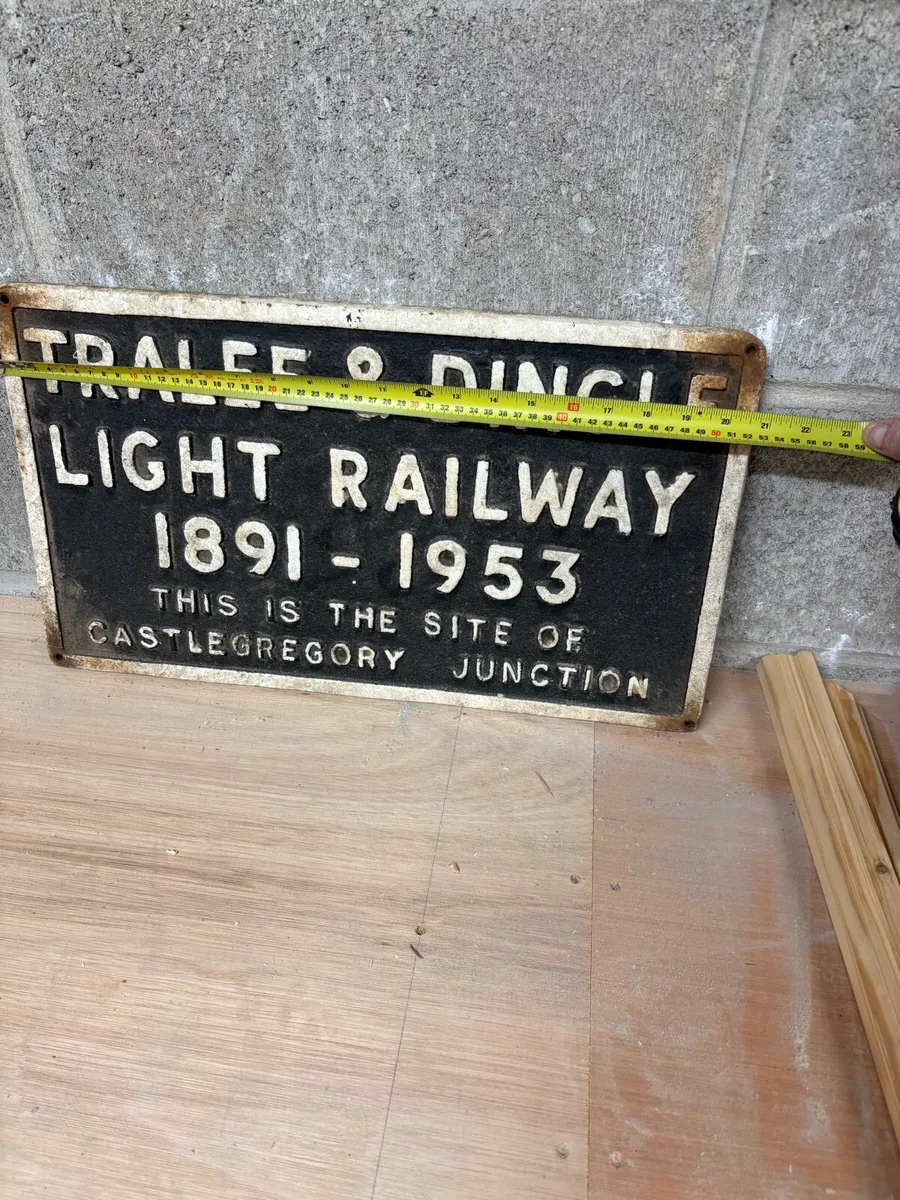 TRALEE & DINGLE
LIGHT RAILWAY
1891 - 1953
THIS IS THE SITE OF
CASTLEGREGORY JUNCTION